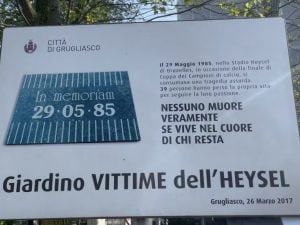 CITTÀ
DI GRUGLIASCO
In memoriam
29·05·85
Il 29 Maggio 1985, nello Stadio Heysel
di Bruxelles, in occasione della finale di
Coppa dei Campioni di calcio, si
consumava una tragedia assurda.
39 persone hanno perso la propria vita
per seguire la loro passione.
NESSUNO MUORE
VERAMENTE
SE VIVE NEL CUORE
DI CHI RESTA
Giardino VITTIME dell'HEYSEL
Grugliasco, 26 Marzo 2017